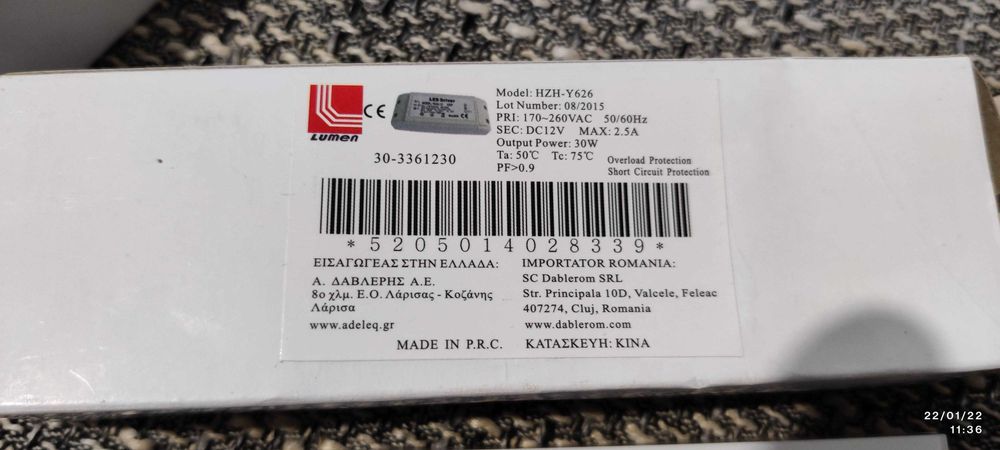 Lumen
CE
LED Driver
30-3361230
Model: HZH-Y626
Lot Number: 08/2015
PRI: 170~260VAC 50/60Hz
SEC: DC12V MAX: 2.5A
Output Power: 30W
Ta: 50℃ Tc: 75℃
PF>0.9
Overload Protection
Short Circuit Protection
*5205014028339*
ΕΙΣΑΓΩΓΕΑΣ ΣΤΗΝ ΕΛΛΑΔΑ:
Α. ΔΑΒΛΕΡΗΣ Α.Ε.
8ο χλμ. Ε.Ο. Λάρισας - Κοζάνης
Λάρισα
www.adeleq.gr
IMPORTATOR ROMANIA:
SC Dablerom SRL
Str. Principala 10D, Valcele, Feleac
407274, Cluj, Romania
www.dablerom.com
MADE IN P.R.C. ΚΑΤΑΣΚΕΥΗ: ΚΙΝΑ
22/01/22
11:36